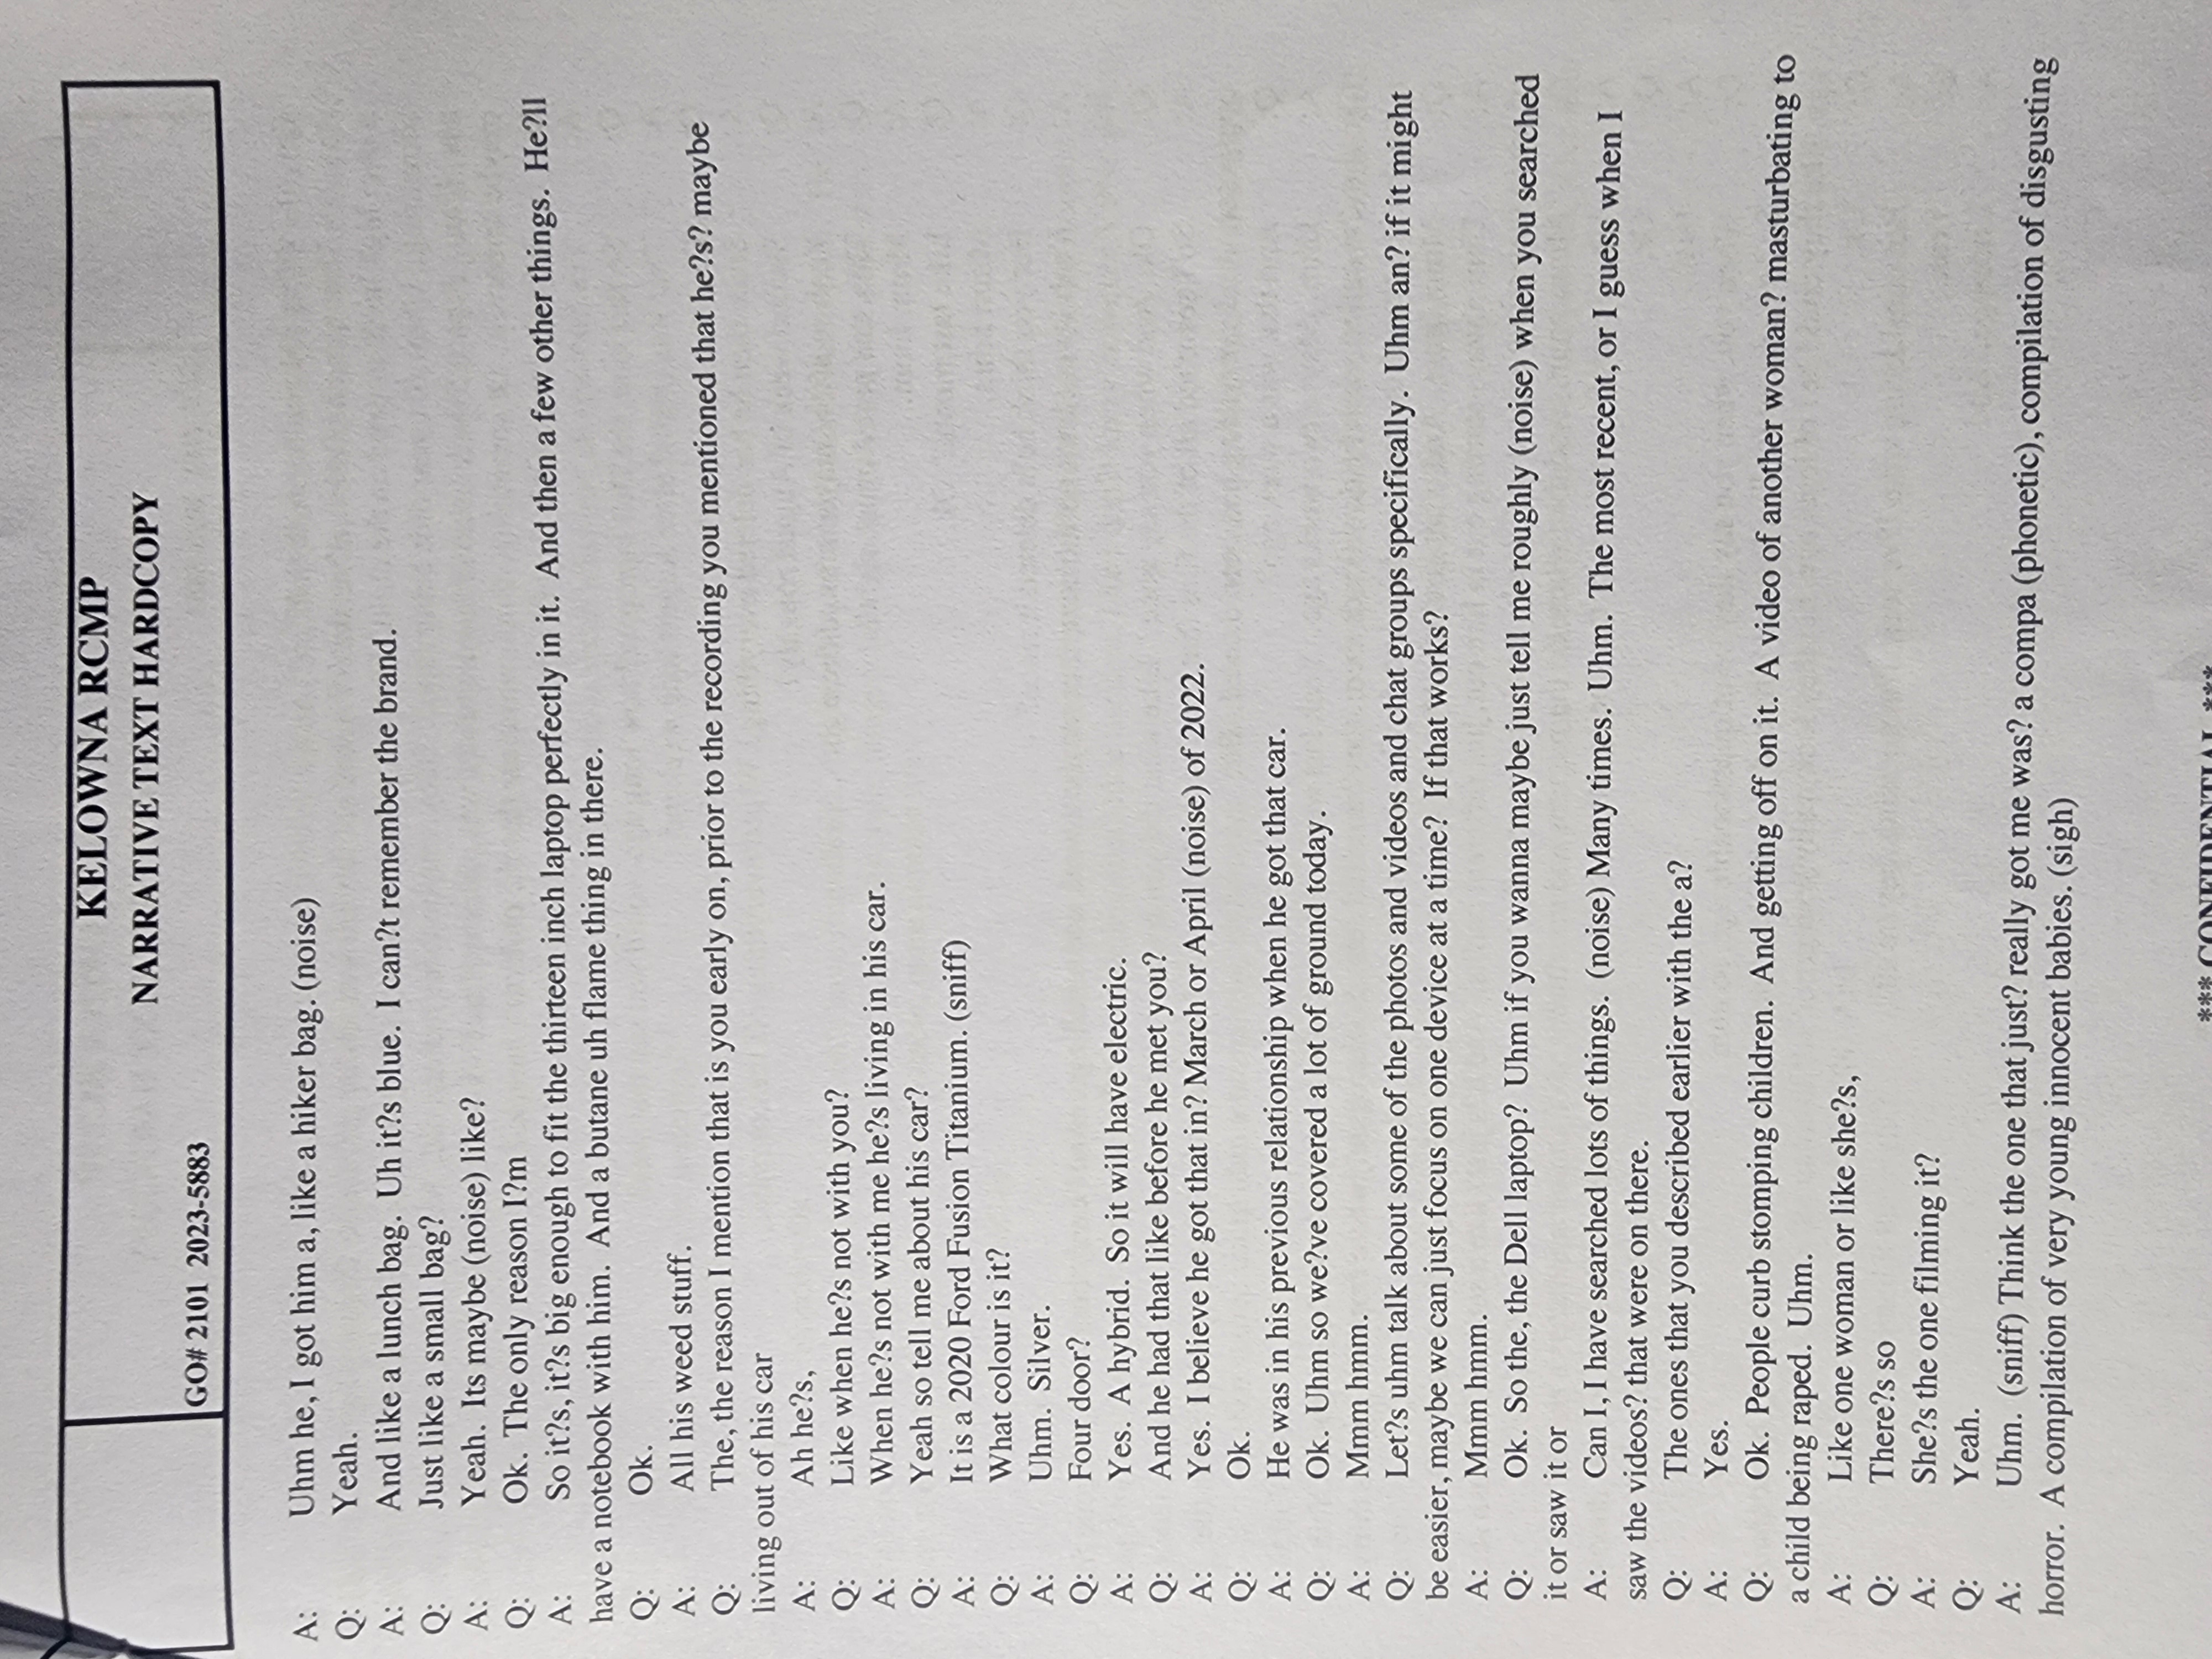 KELOWNA RCMP
NARRATIVE TEXT HARDCOPY
GO# 2101 2023-5883
A: Uhm he, I got him a, like a hiker bag. (noise)
Q: Yeah.
A: And like a lunch bag. Uh it?s blue. I can?t remember the brand.
Q: Just like a small bag?
A: Yeah. Its maybe (noise) like?
Q: Ok. The only reason I?m
A: So it?s, it?s big enough to fit the thirteen inch laptop perfectly in it. And then a few other things. He?ll
have a notebook with him. And a butane uh flame thing in there.
Q: Ok.
A: All his weed stuff.
Q: The, the reason I mention that is you early on, prior to the recording you mentioned that he?s? maybe
living out of his car
A: Ah he?s,
Q: Like when he?s not with you?
A: When he?s not with me he?s living in his car.
Q: Yeah so tell me about his car?
A: It is a 2020 Ford Fusion Titanium. (sniff)
Q: What colour is it?
A: Uhm. Silver.
Q: Four door?
A: Yes. A hybrid. So it will have electric.
Q: And he had that like before he met you?
A: Yes. I believe he got that in? March or April (noise) of 2022.
Q: Ok.
A: He was in his previous relationship when he got that car.
Q: Ok. Uhm so we?ve covered a lot of ground today.
A: Mmm hmm.
Q: Let?s uhm talk about some of the photos and videos and chat groups specifically. Uhm an? if it might
be easier, maybe we can just focus on one device at a time? If that works?
A: Mmm hmm.
Q: Ok. So the, the Dell laptop? Uhm if you wanna maybe just tell me roughly (noise) when you searched
it or saw it or
A: Can I, I have searched lots of things. (noise) Many times. Uhm. The most recent, or I guess when I
saw the videos? that were on there.
Q: The ones that you described earlier with the a?
A: Yes.
Q: Ok. People curb stomping children. And getting off on it. A video of another woman? masturbating to
a child being raped. Uhm.
A: Like one woman or like she?s,
Q: There?s so
A: She?s the one filming it?
Q: Yeah.
A: Uhm. (sniff) Think the one that just? really got me was? a compa (phonetic), compilation of disgusting
horror. A compilation of very young innocent babies. (sigh)
*** CONFIDENTIAL ***